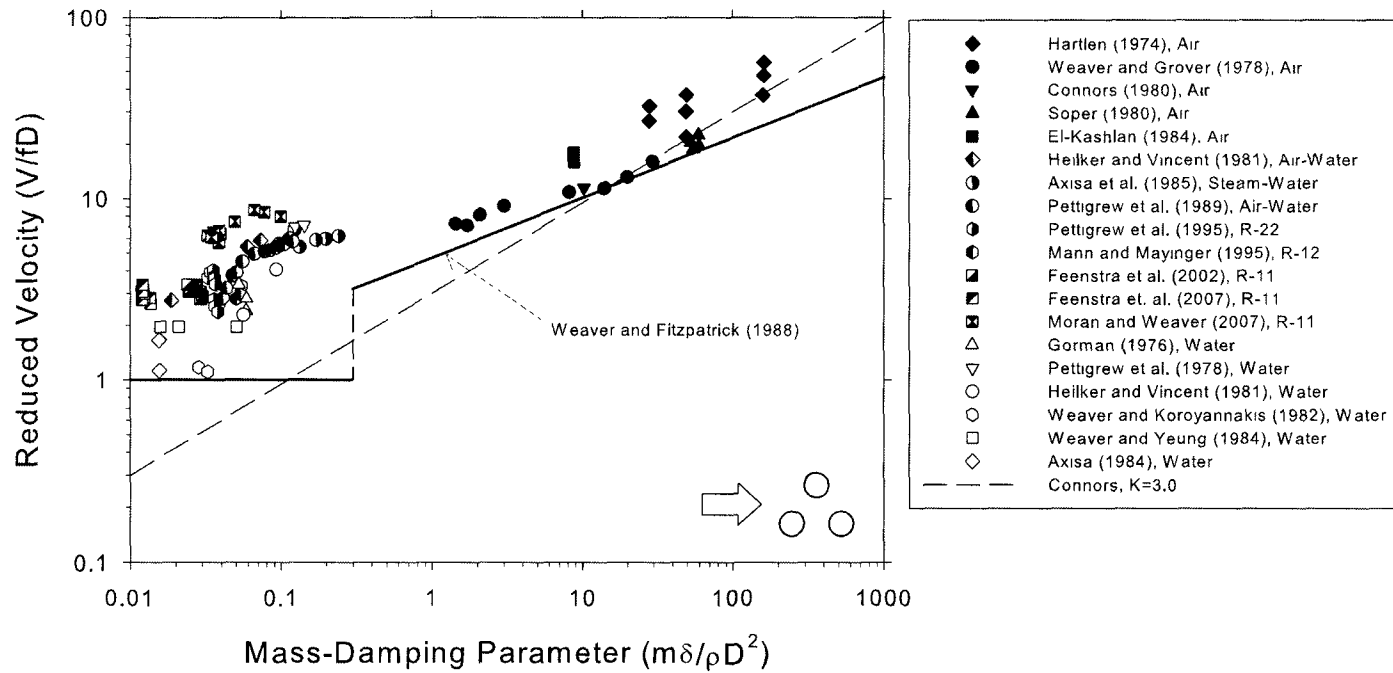 Reduced Velocity (V/fD)
100
10
1
0.1
0.01
0.1
1
10
100
1000
Mass-Damping Parameter (mδ/ρD²)
Weaver and Fitzpatrick (1988)
Hartlen (1974), Air
Weaver and Grover (1978), Air
Connors (1980), Air
Soper (1980), Air
El-Kashlan (1984), Air
Heilker and Vincent (1981), Air-Water
Axisa et al. (1985), Steam-Water
Pettigrew et al. (1989), Air-Water
Pettigrew et al. (1995), R-22
Mann and Mayinger (1995), R-12
Feenstra et al. (2002), R-11
Feenstra et. al. (2007), R-11
Moran and Weaver (2007), R-11
Gorman (1976), Water
Pettigrew et al. (1978), Water
Heilker and Vincent (1981), Water
Weaver and Koroyannakis (1982), Water
Weaver and Yeung (1984), Water
Axisa (1984), Water
Connors, K=3.0